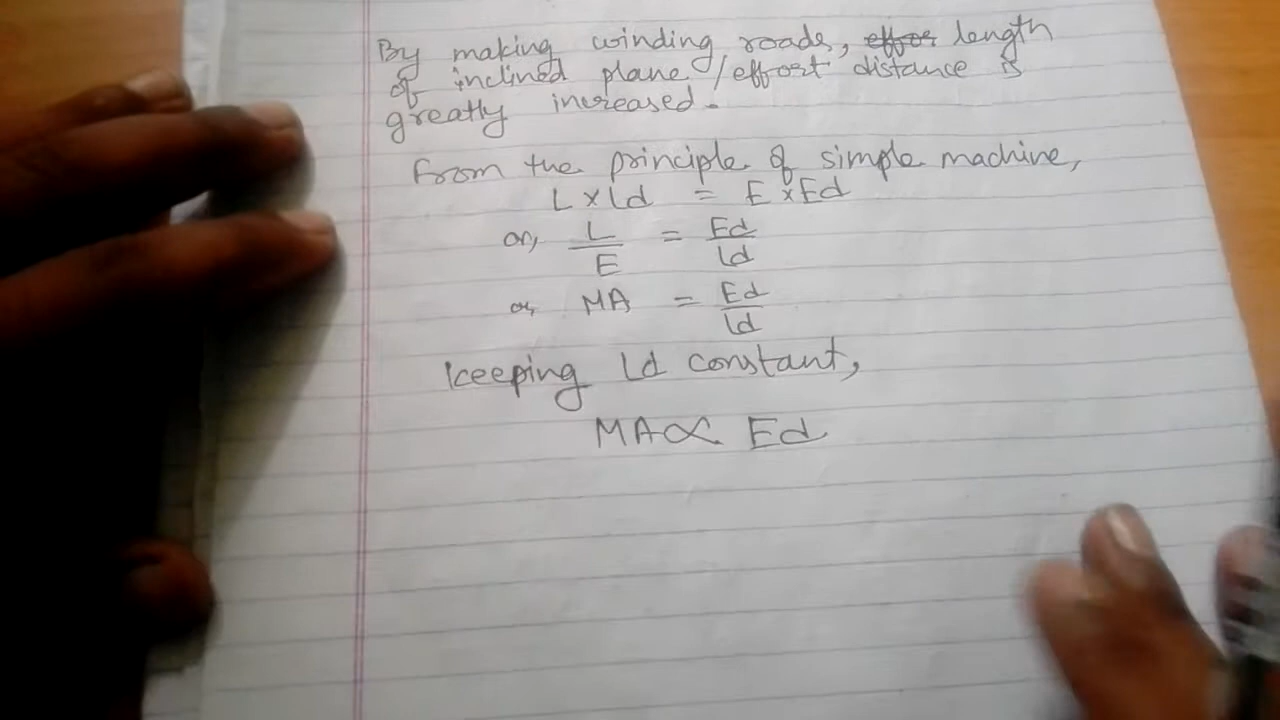 By making winding roads, effor length
of inclined plane/effort distance is
greatly increased.
From the principle of simple machine,
L×Ld = E×Ed
or, L/E = Ed/Ld
or, MA = Ed/Ld
Keeping Ld constant,
MA∝ Ed